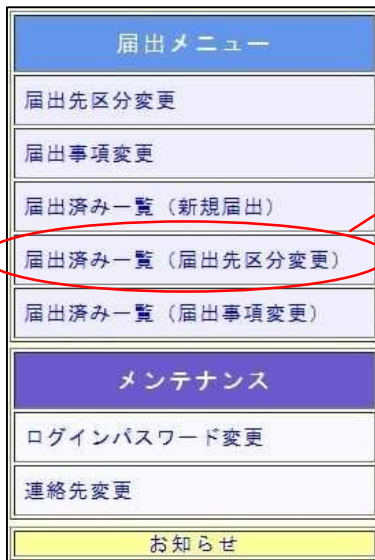 届出メニュー
届出先区分変更
届出事項変更
届出済み一覧（新規届出）
届出済み一覧（届出先区分変更）
届出済み一覧（届出事項変更）
メンテナンス
ログインパスワード変更
連絡先変更
お知らせ